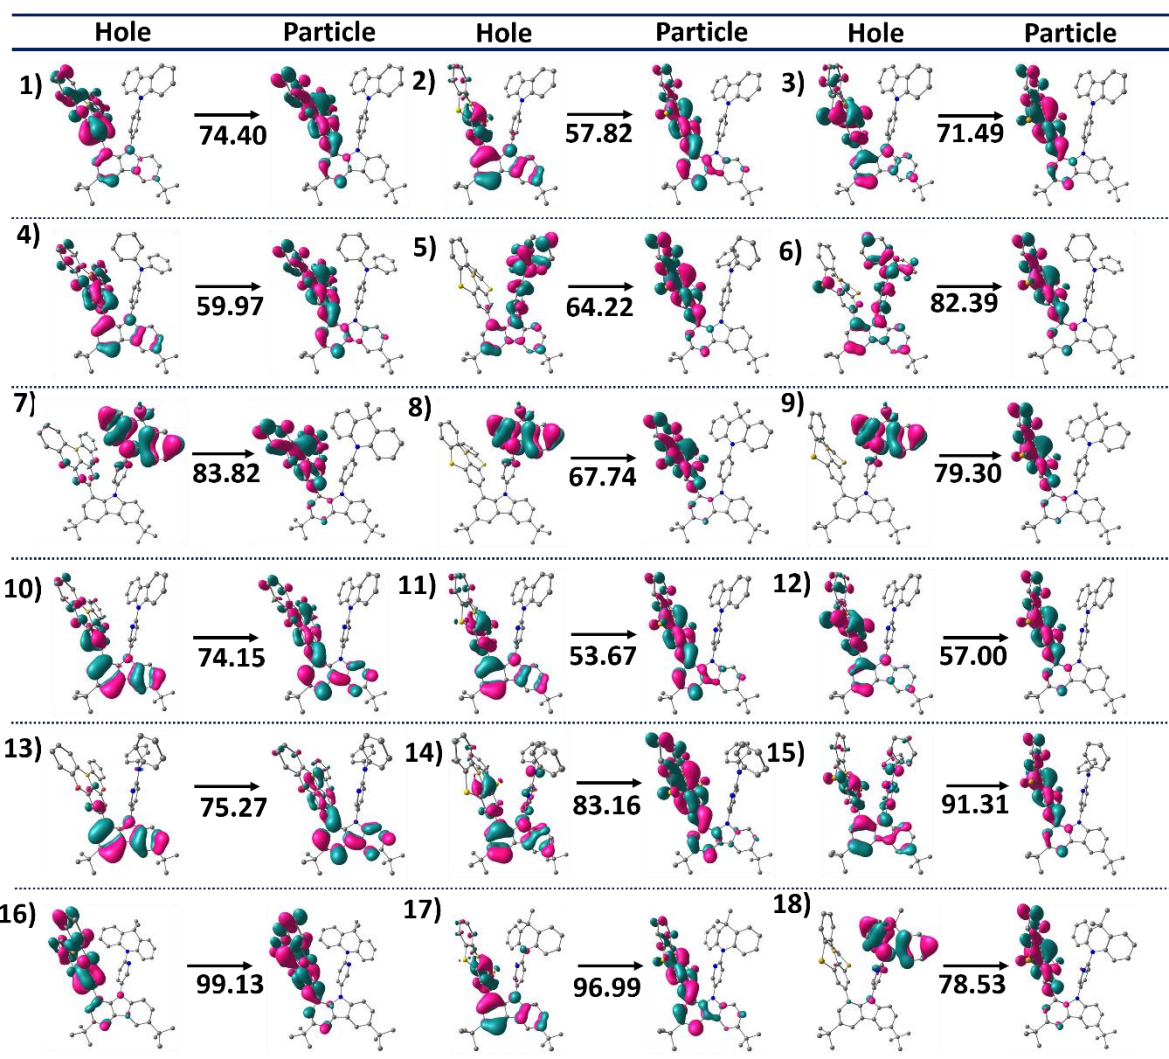 Hole Particle Hole Particle Hole Particle
1) 74.40 2) 57.82 3) 71.49
4) 59.97 5) 64.22 6) 82.39
7) 83.82 8) 67.74 9) 79.30
10) 74.15 11) 53.67 12) 57.00
13) 75.27 14) 83.16 15) 91.31
16) 99.13 17) 96.99 18) 78.53